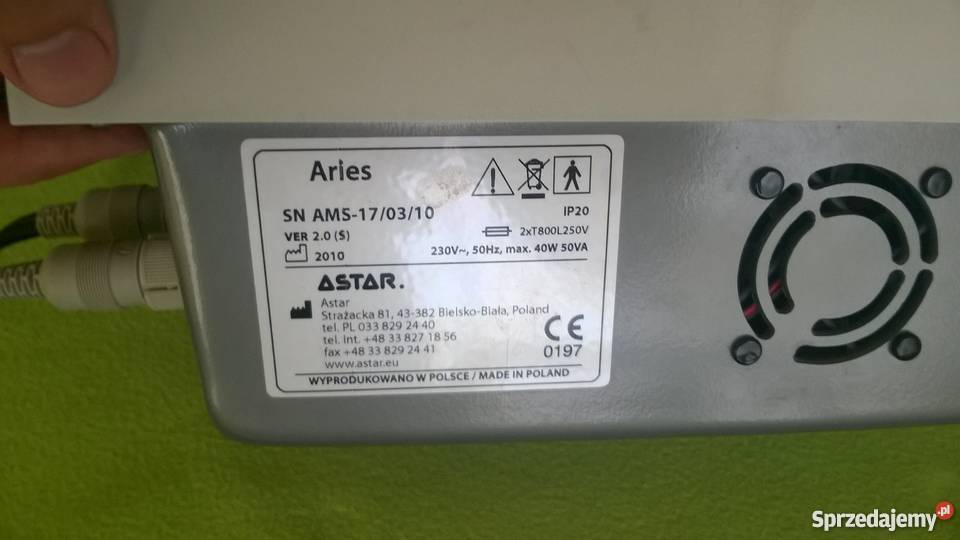 Aries
SN AMS-17/03/10
IP20
VER 2.0 (S)
2xT800L250V
2010
230V~, 50Hz, max. 40W 50VA
ASTAR.
Astar
Strażacka 81, 43-382 Bielsko-Biała, Poland
tel. PL 033 829 24 40
tel. Int. +48 33 827 18 56
fax +48 33 829 24 41
www.astar.eu
CE
0197
WYPRODUKOWANO W POLSCE / MADE IN POLAND
Sprzedajemy.pl